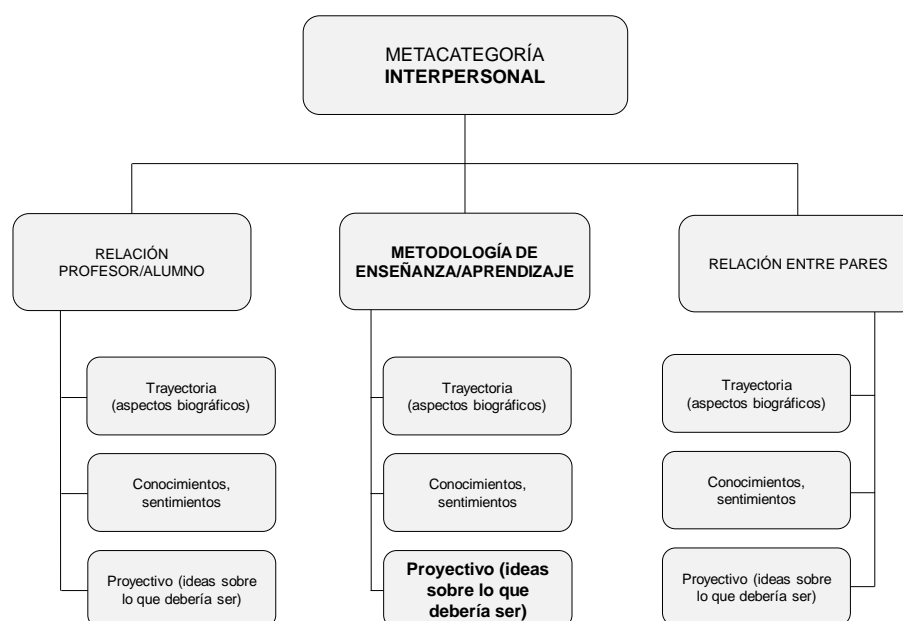 METACATEGORÍA
INTERPERSONAL
RELACIÓN
PROFESOR/ALUMNO
METODOLOGÍA DE
ENSEÑANZA/APRENDIZAJE
RELACIÓN ENTRE PARES
Trayectoria
(aspectos biográficos)
Trayectoria
(aspectos biográficos)
Trayectoria
(aspectos biográficos)
Conocimientos,
sentimientos
Conocimientos,
sentimientos
Conocimientos,
sentimientos
Proyectivo (ideas sobre
lo que debería ser)
Proyectivo (ideas
sobre lo que
debería ser)
Proyectivo (ideas sobre
lo que debería ser)